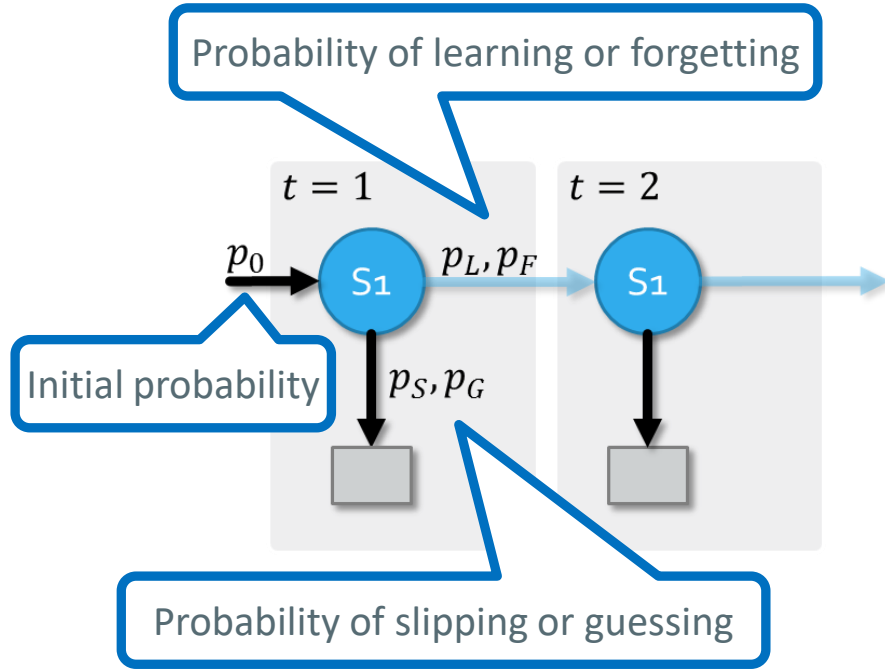 Probability of learning or forgetting
t = 1
t = 2
p₀
p_L, p_F
S1
S1
Initial probability
p_S, p_G
Probability of slipping or guessing